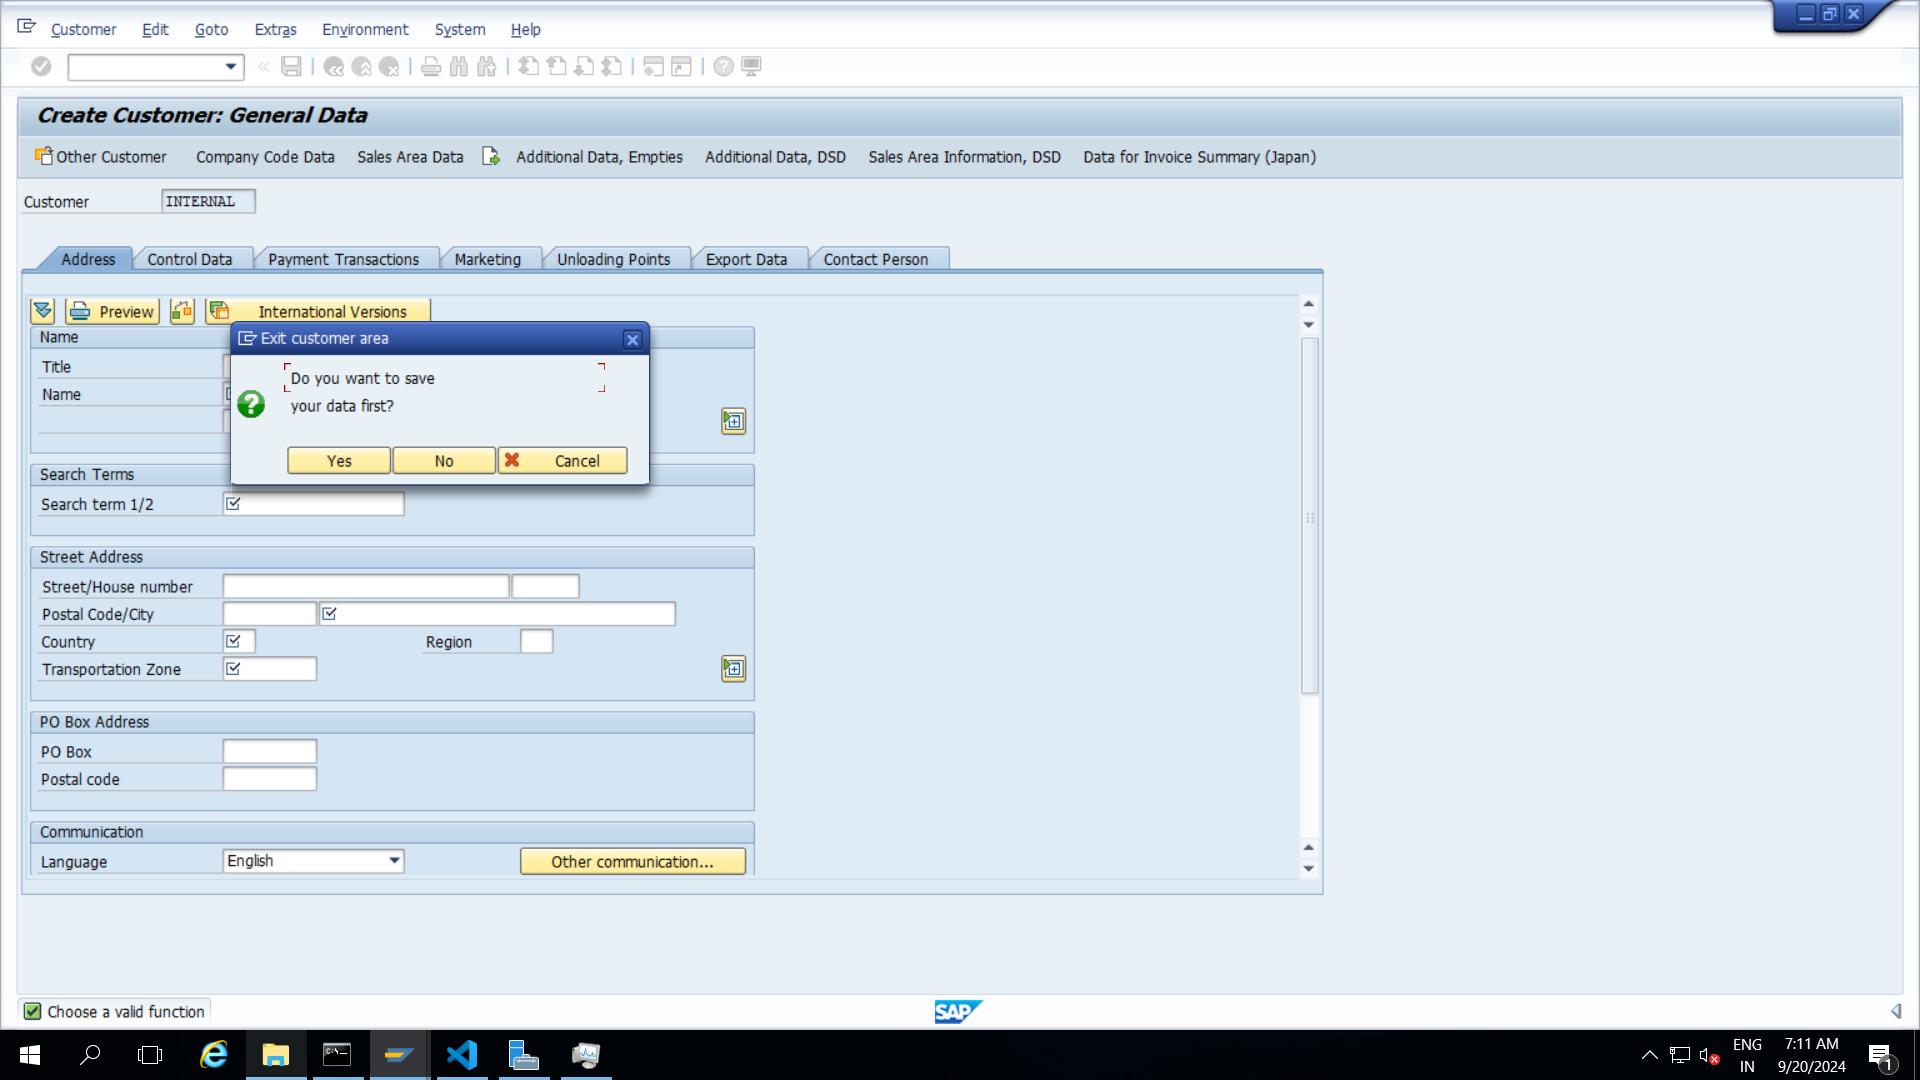 Customer Edit Goto Extras Environment System Help
Create Customer: General Data
Other Customer Company Code Data Sales Area Data Additional Data, Empties Additional Data, DSD Sales Area Information, DSD Data for Invoice Summary (Japan)
Customer INTERNAL
Address Control Data Payment Transactions Marketing Unloading Points Export Data Contact Person
Preview International Versions
Name
Exit customer area
Title
Do you want to save
Name
your data first?
Yes No Cancel
Search Terms
Search term 1/2
Street Address
Street/House number
Postal Code/City
Country Region
Transportation Zone
PO Box Address
PO Box
Postal code
Communication
Language English Other communication...
Choose a valid function SAP
ENG 7:11 AM
IN 9/20/2024 1